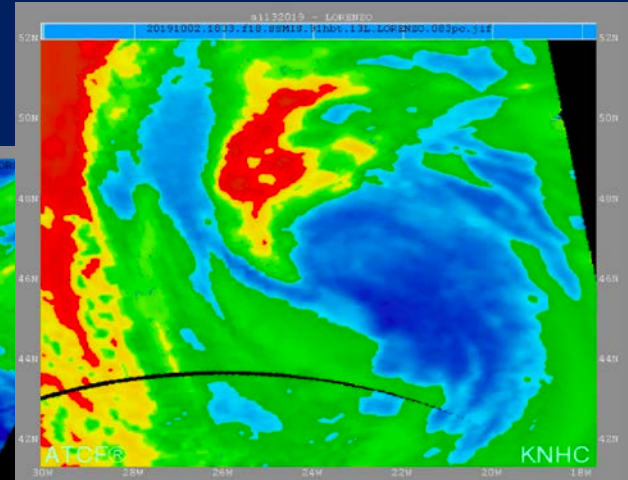 al132019 - LORENZO
20191002.1833.f18.SSMIS.91hbt.13L.LORENZO.083pc.jif
52N
52N
50N
50N
48N
48N
46N
46N
44N
44N
42N
42N
ATCF®
KNHC
30W
28W
26W
24W
22W
20W
18W